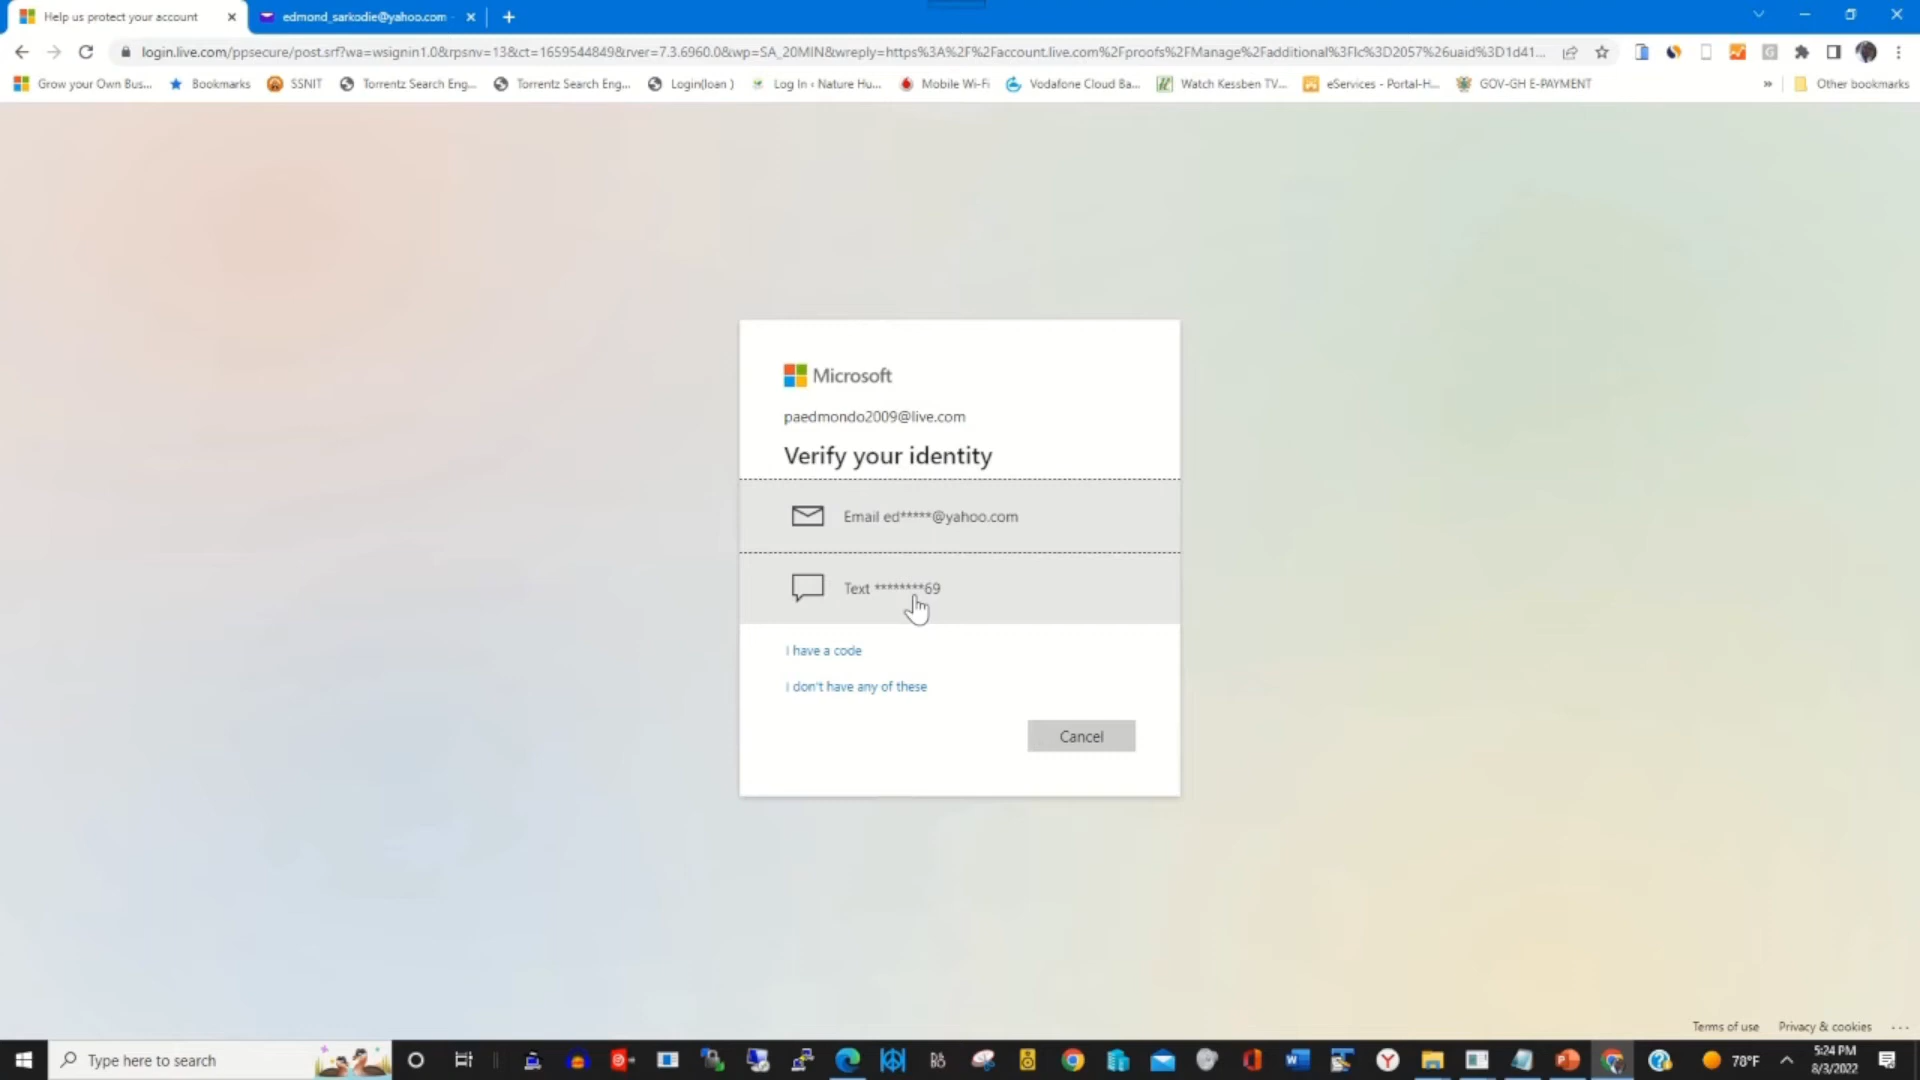 Help us protect your account
edmond_sarkodie@yahoo.com
login.live.com/ppsecure/post.srf?wa=wsignin1.0&rpsnv=13&ct=1659544849&rver=7.3.6960.0&wp=SA_20MIN&wreply=https%3A%2F%2Faccount.live.com%2Fproofs%2FManage%2Fadditional%3Flc%3D2057%26uaid%3D1d41...
Grow your Own Bus... Bookmarks SSNIT Torrentz Search Eng... Torrentz Search Eng... Login(loan ) Log In ‹ Nature Hu... Mobile Wi-Fi Vodafone Cloud Ba... Watch Kessben TV... eServices - Portal-H... GOV-GH E-PAYMENT » Other bookmarks
Microsoft
paedmondo2009@live.com
Verify your identity
Email ed*****@yahoo.com
Text ********69
I have a code
I don't have any of these
Cancel
Terms of use Privacy & cookies ...
Type here to search
78°F
5:24 PM
8/3/2022